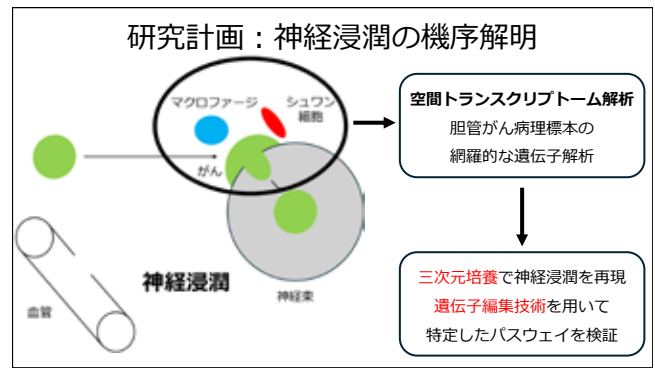 研究計画：神経浸潤の機序解明
マクロファージ
シュワン
細胞
がん
神経浸潤
神経束
血管
空間トランスクリプトーム解析
胆管がん病理標本の
網羅的な遺伝子解析
三次元培養で神経浸潤を再現
遺伝子編集技術を用いて
特定したパスウェイを検証